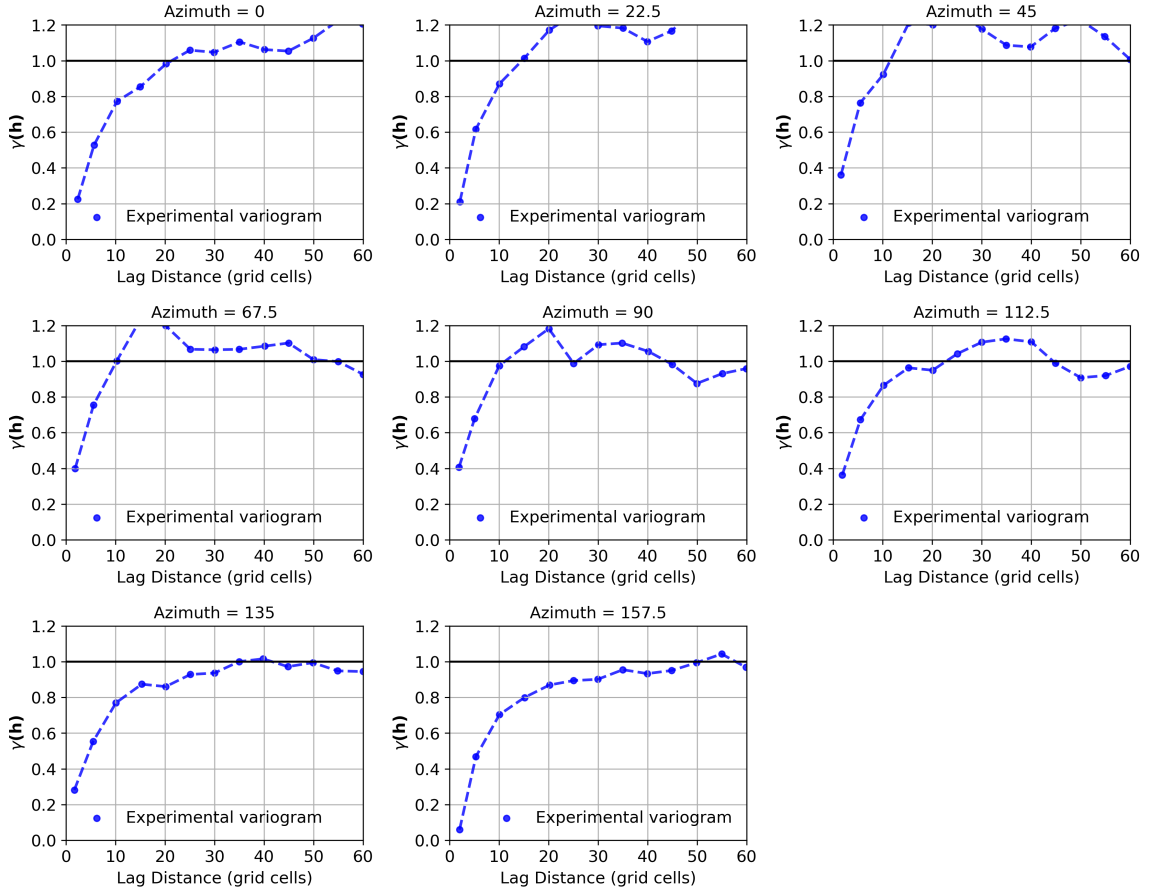 Azimuth = 0
1.2
1.0
0.8
0.6
0.4
0.2
0.0
γ(h)
Experimental variogram
0 10 20 30 40 50 60
Lag Distance (grid cells)
Azimuth = 22.5
1.2
1.0
0.8
0.6
0.4
0.2
0.0
γ(h)
Experimental variogram
0 10 20 30 40 50 60
Lag Distance (grid cells)
Azimuth = 45
1.2
1.0
0.8
0.6
0.4
0.2
0.0
γ(h)
Experimental variogram
0 10 20 30 40 50 60
Lag Distance (grid cells)
Azimuth = 67.5
1.2
1.0
0.8
0.6
0.4
0.2
0.0
γ(h)
Experimental variogram
0 10 20 30 40 50 60
Lag Distance (grid cells)
Azimuth = 90
1.2
1.0
0.8
0.6
0.4
0.2
0.0
γ(h)
Experimental variogram
0 10 20 30 40 50 60
Lag Distance (grid cells)
Azimuth = 112.5
1.2
1.0
0.8
0.6
0.4
0.2
0.0
γ(h)
Experimental variogram
0 10 20 30 40 50 60
Lag Distance (grid cells)
Azimuth = 135
1.2
1.0
0.8
0.6
0.4
0.2
0.0
γ(h)
Experimental variogram
0 10 20 30 40 50 60
Lag Distance (grid cells)
Azimuth = 157.5
1.2
1.0
0.8
0.6
0.4
0.2
0.0
γ(h)
Experimental variogram
0 10 20 30 40 50 60
Lag Distance (grid cells)